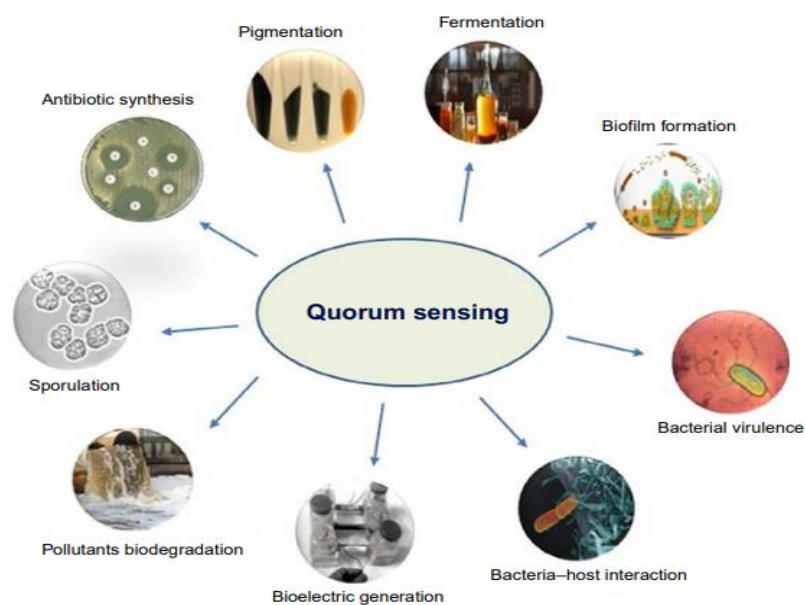 Pigmentation
Fermentation
Antibiotic synthesis
Biofilm formation
Quorum sensing
Sporulation
Bacterial virulence
Pollutants biodegradation
Bacteria–host interaction
Bioelectric generation